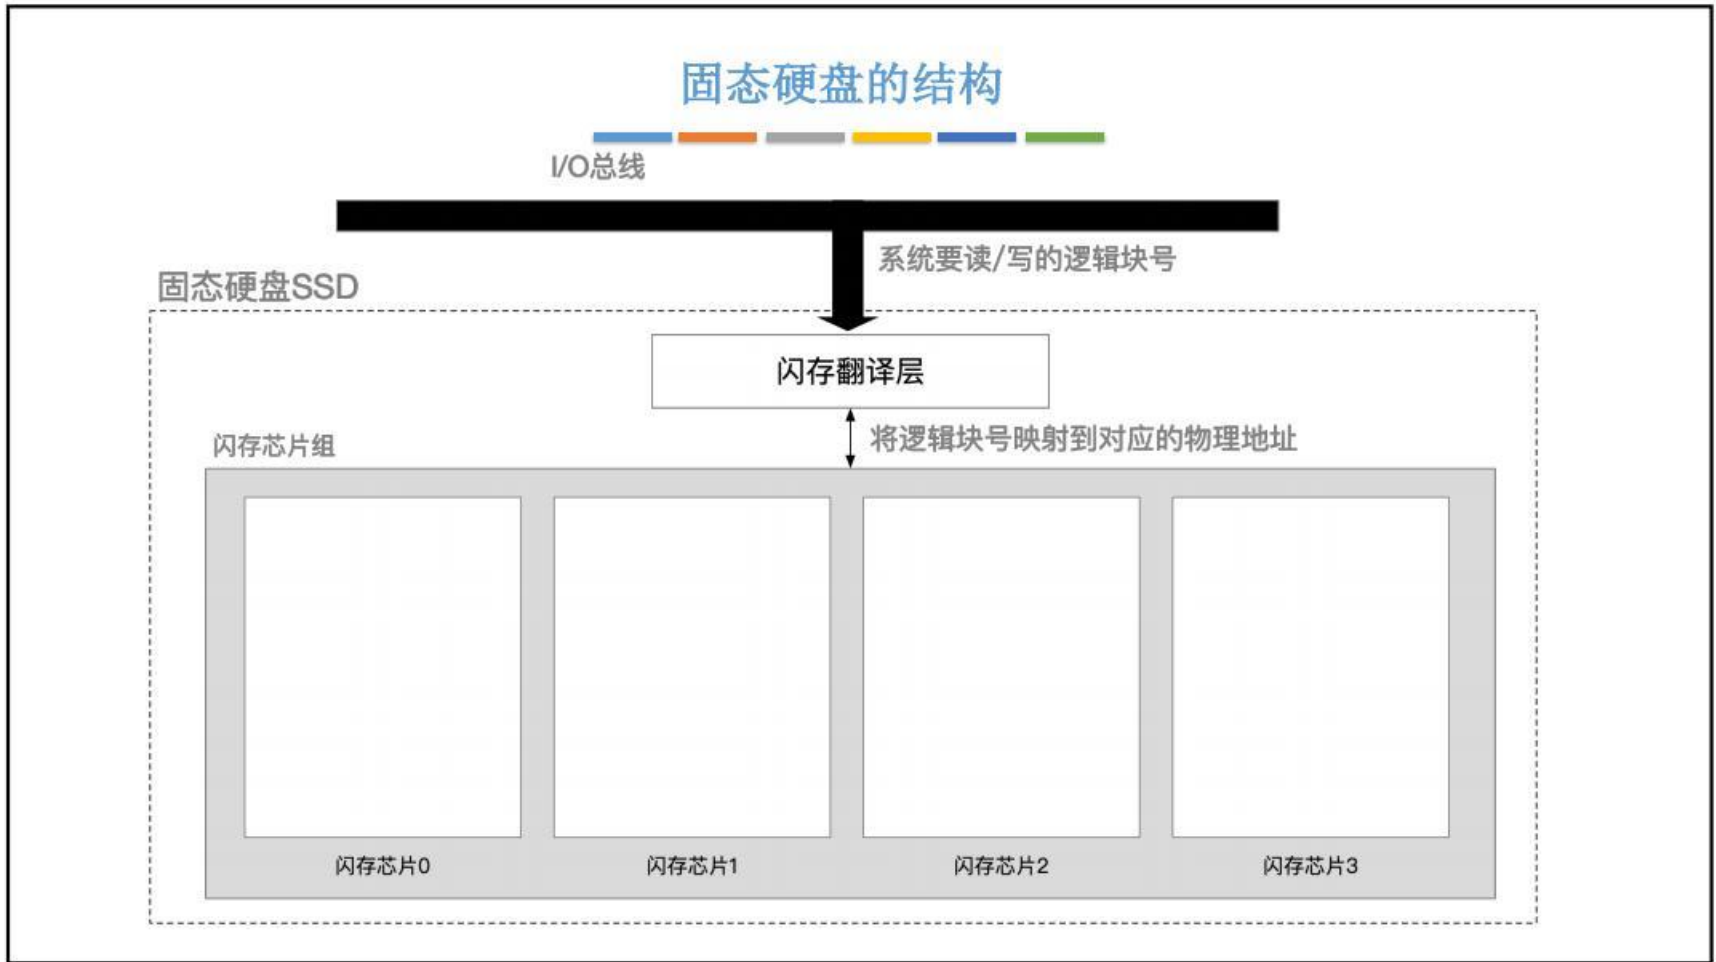 固态硬盘的结构
I/O总线
系统要读/写的逻辑块号
固态硬盘SSD
闪存翻译层
将逻辑块号映射到对应的物理地址
闪存芯片组
闪存芯片0
闪存芯片1
闪存芯片2
闪存芯片3